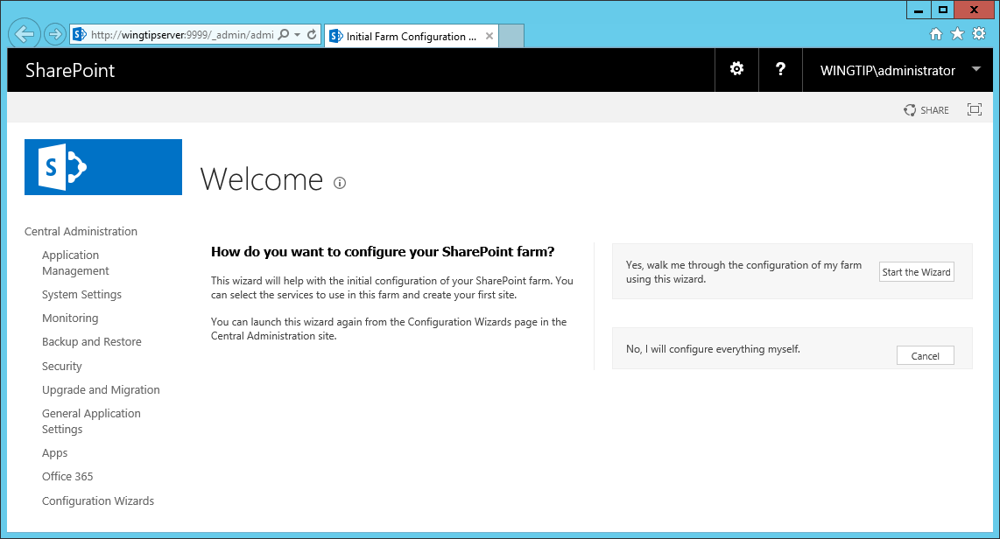 http://wingtipserver:9999/_admin/admi
Initial Farm Configuration ...
SharePoint
?
WINGTIP\administrator
SHARE
S
Welcome
Central Administration
Application
Management
System Settings
Monitoring
Backup and Restore
Security
Upgrade and Migration
General Application
Settings
Apps
Office 365
Configuration Wizards
How do you want to configure your SharePoint farm?
This wizard will help with the initial configuration of your SharePoint farm. You
can select the services to use in this farm and create your first site.
You can launch this wizard again from the Configuration Wizards page in the
Central Administration site.
Yes, walk me through the configuration of my farm
using this wizard.
Start the Wizard
No, I will configure everything myself.
Cancel